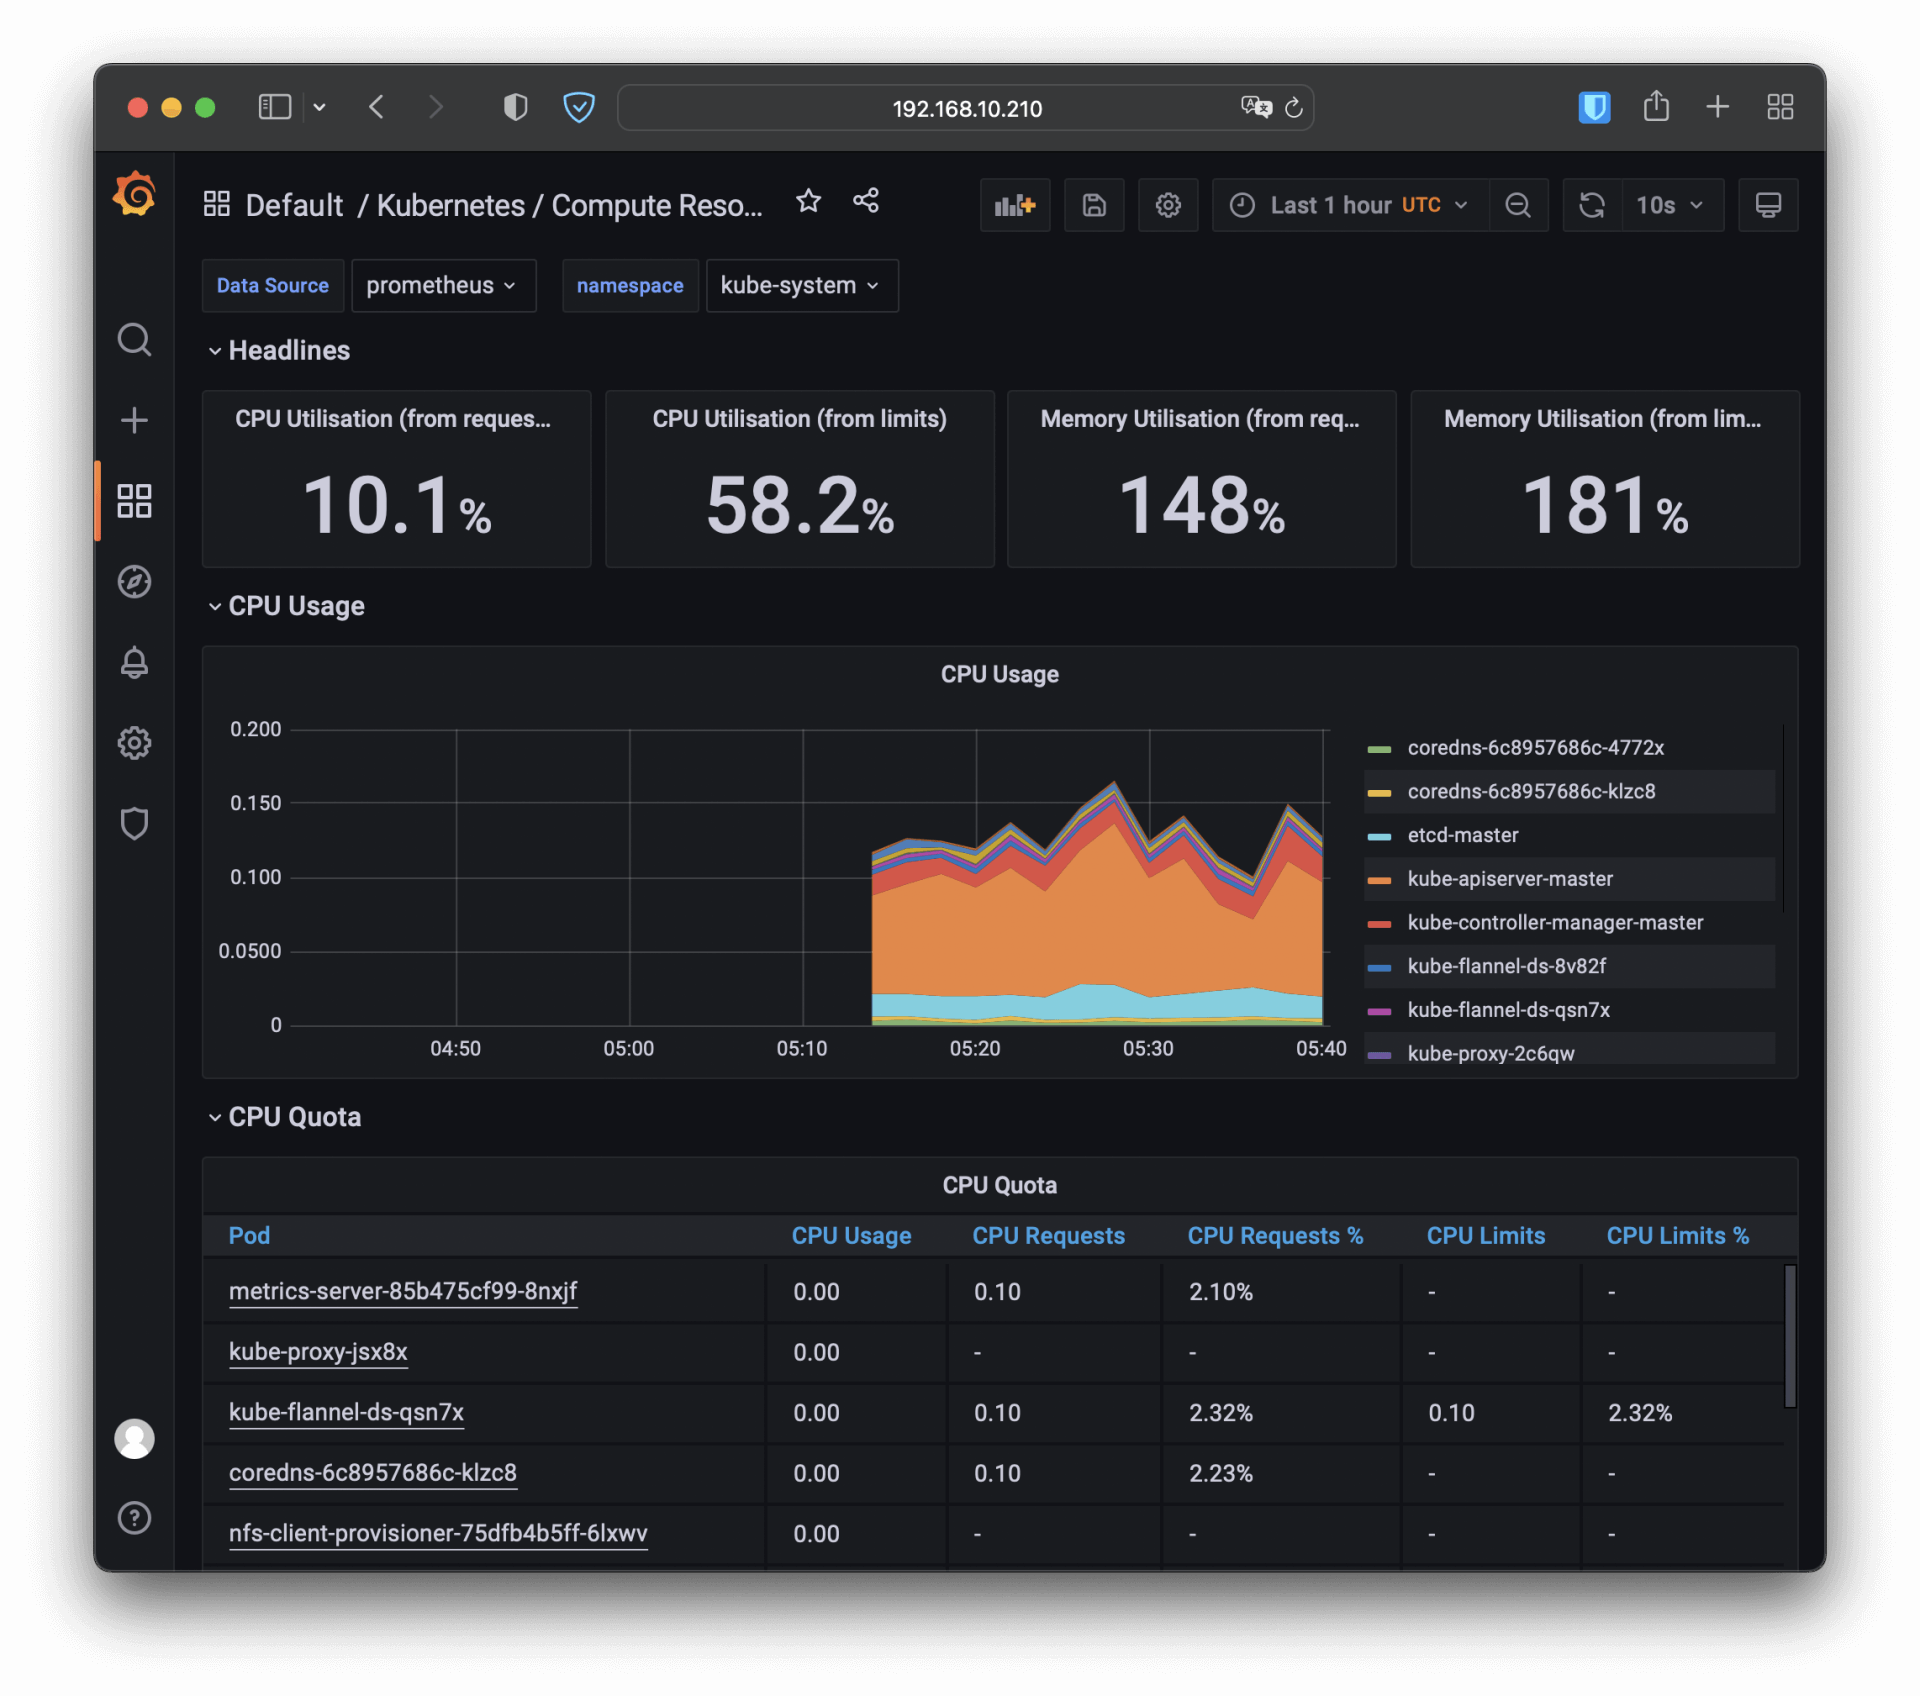 192.168.10.210
Default / Kubernetes / Compute Reso...
Last 1 hour UTC
10s
Data Source prometheus namespace kube-system
Headlines
CPU Utilisation (from reques...
10.1%
CPU Utilisation (from limits)
58.2%
Memory Utilisation (from req...
148%
Memory Utilisation (from lim...
181%
CPU Usage
CPU Usage
0.200
0.150
0.100
0.0500
0
04:50 05:00 05:10 05:20 05:30 05:40
coredns-6c8957686c-4772x
coredns-6c8957686c-klzc8
etcd-master
kube-apiserver-master
kube-controller-manager-master
kube-flannel-ds-8v82f
kube-flannel-ds-qsn7x
kube-proxy-2c6qw
CPU Quota
CPU Quota
Pod CPU Usage CPU Requests CPU Requests % CPU Limits CPU Limits %
metrics-server-85b475cf99-8nxjf 0.00 0.10 2.10% - -
kube-proxy-jsx8x 0.00 - - - -
kube-flannel-ds-qsn7x 0.00 0.10 2.32% 0.10 2.32%
coredns-6c8957686c-klzc8 0.00 0.10 2.23% - -
nfs-client-provisioner-75dfb4b5ff-6lxwv 0.00 - - - -